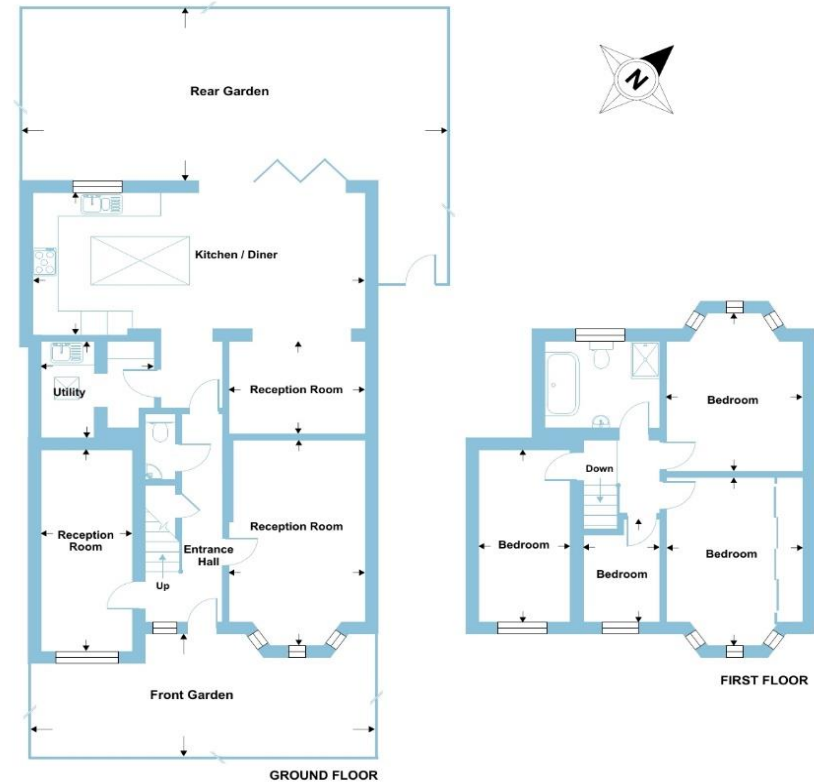 Rear Garden
N
Kitchen / Diner
Utility
Reception Room
Reception
Room
Reception Room
Entrance
Hall
Up
Front Garden
GROUND FLOOR
Bedroom
Down
Bedroom
Bedroom
Bedroom
FIRST FLOOR